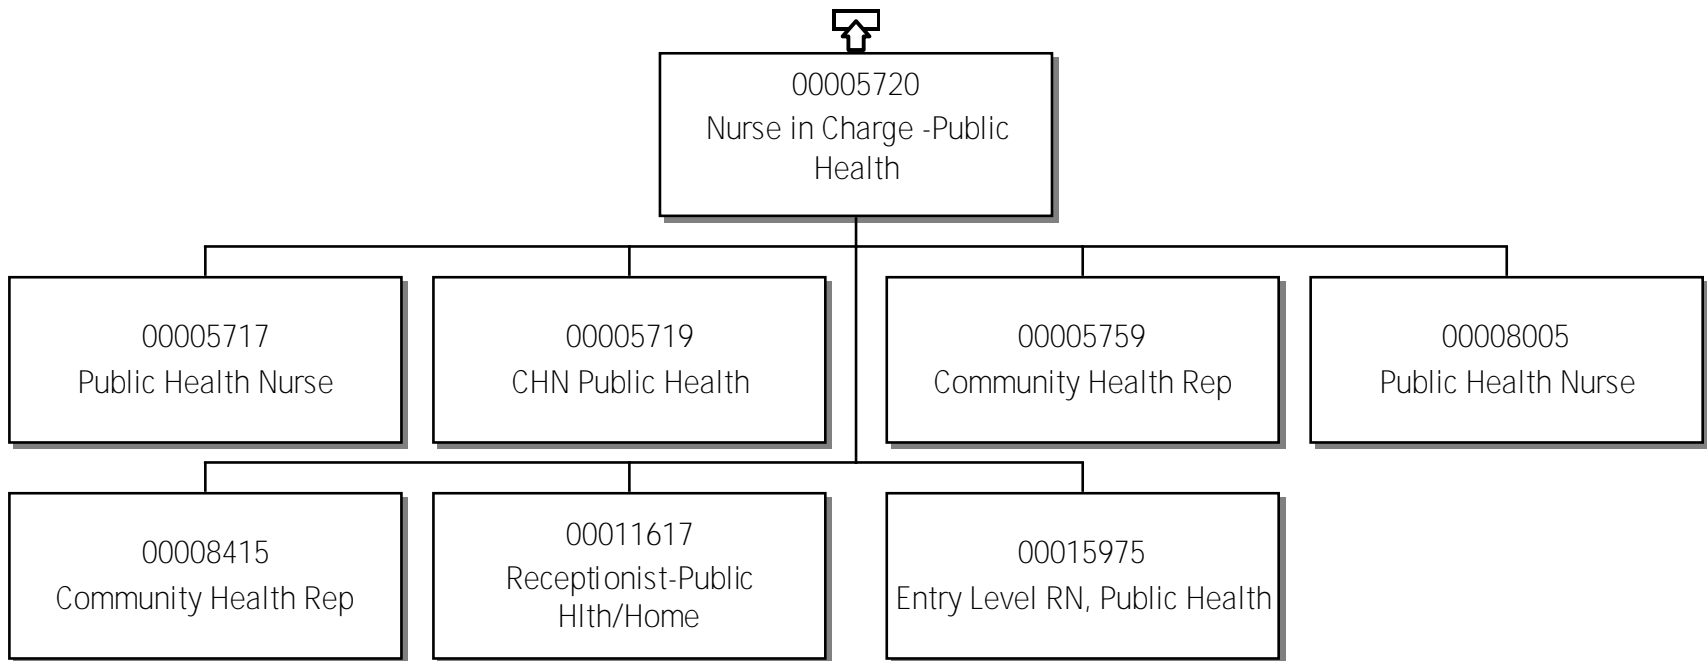 00005720
Nurse in Charge -Public
Health
00005717
Public Health Nurse
00005719
CHN Public Health
00005759
Community Health Rep
00008005
Public Health Nurse
00008415
Community Health Rep
00011617
Receptionist-Public
Hlth/Home
00015975
Entry Level RN, Public Health